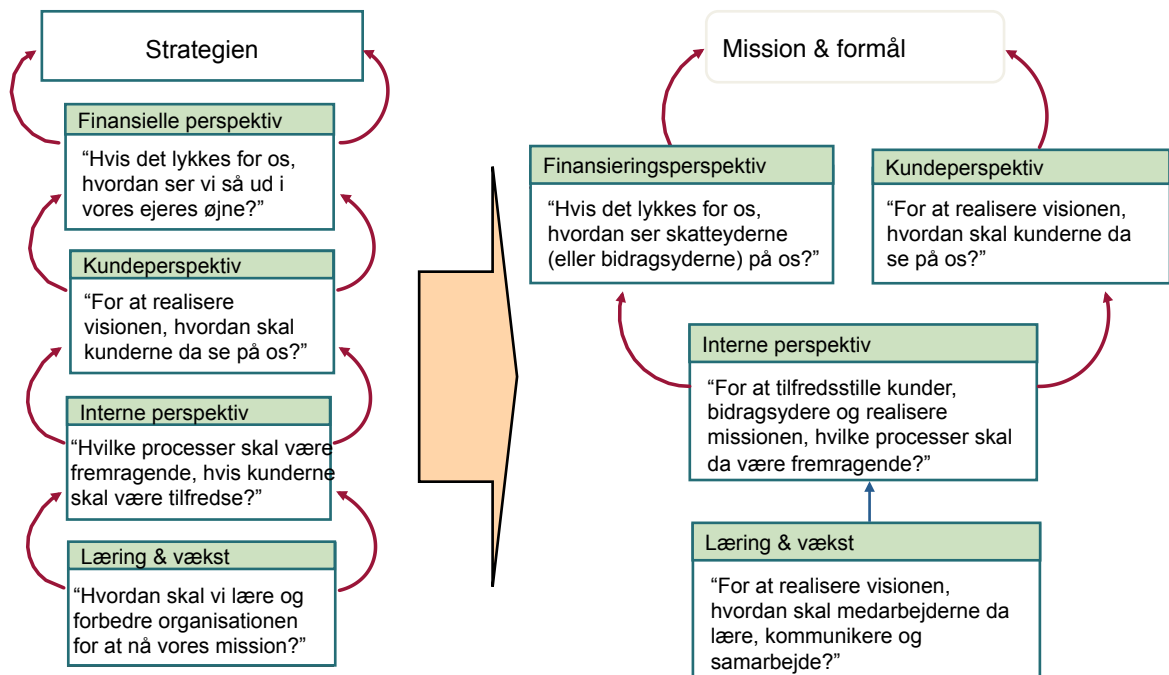 Strategien
Finansielle perspektiv
“Hvis det lykkes for os,
hvordan ser vi så ud i
vores ejeres øjne?”
Kundeperspektiv
“For at realisere
visionen, hvordan skal
kunderne da se på os?”
Interne perspektiv
“Hvilke processer skal være
fremragende, hvis kunderne
skal være tilfredse?”
Læring & vækst
“Hvordan skal vi lære og
forbedre organisationen
for at nå vores mission?”
Mission & formål
Finansieringsperspektiv
“Hvis det lykkes for os,
hvordan ser skatteyderne
(eller bidragsyderne) på os?”
Kundeperspektiv
“For at realisere visionen,
hvordan skal kunderne da
se på os?”
Interne perspektiv
“For at tilfredsstille kunder,
bidragsydere og realisere
missionen, hvilke processer skal
da være fremragende?”
Læring & vækst
“For at realisere visionen,
hvordan skal medarbejderne da
lære, kommunikere og
samarbejde?”